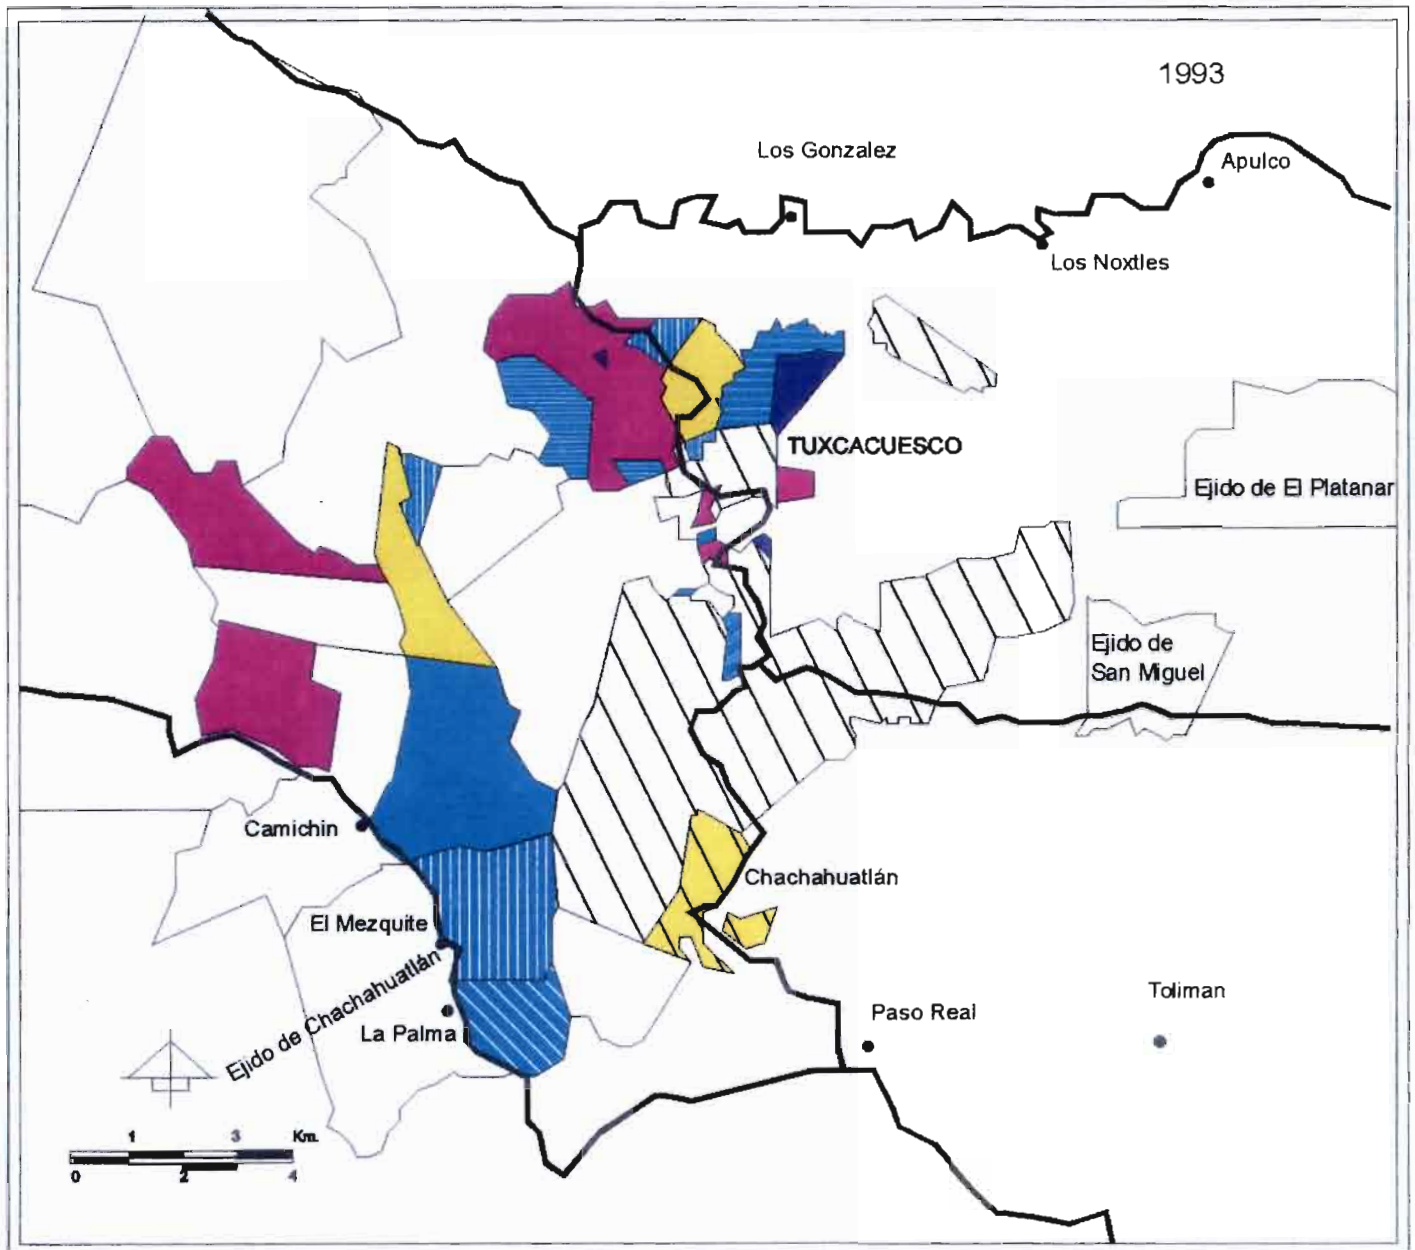 1993
Los Gonzalez
Apulco
Los Noxtles
TUXCACUESCO
Ejido de El Platanar
Ejido de
San Miguel
Camichin
Chachahuatlán
El Mezquite
Ejido de Chachahuatlán
La Palma
Paso Real
Toliman
1 3 Km.
0 2 4